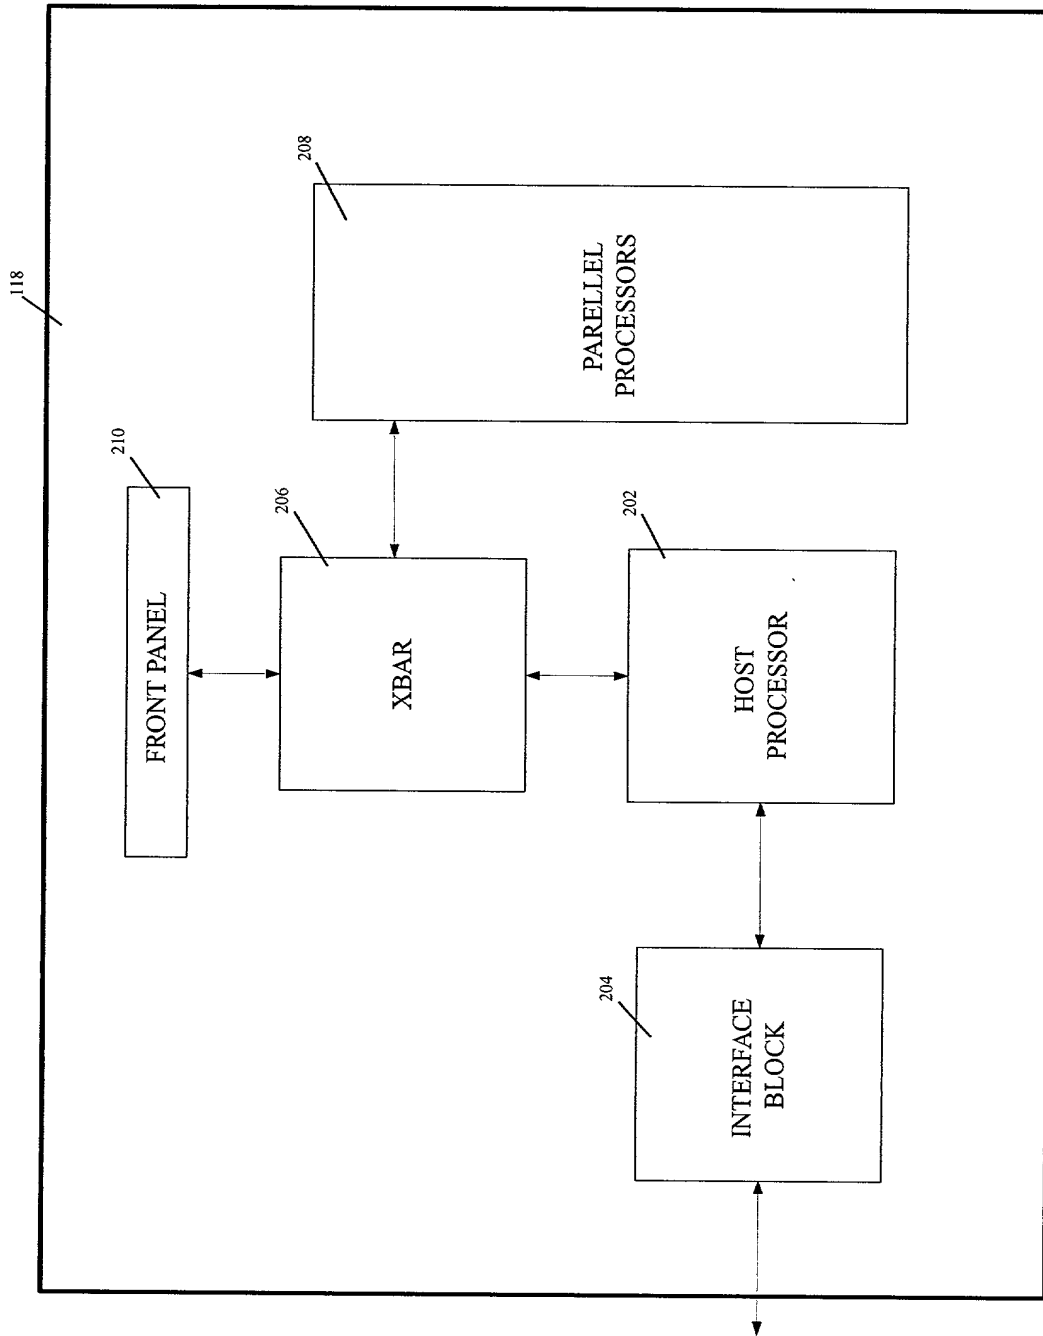 118
208
PARELLEL
PROCESSORS
210
FRONT PANEL
206
XBAR
202
HOST
PROCESSOR
204
INTERFACE
BLOCK